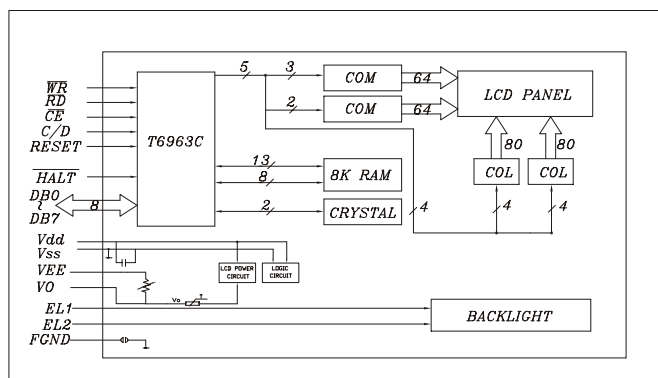 WR
RD
CE
C/D
RESET
HALT
DB0
~
DB7
8
Vdd
Vss
VEE
VO
EL1
EL2
FGND
T6963C
5
3
2
COM
64
COM
64
LCD PANEL
80
80
COL
COL
4
4
4
13
8
8K RAM
2
CRYSTAL
LCD POWER
CIRCUIT
LOGIC
CIRCUIT
Vo
T
BACKLIGHT